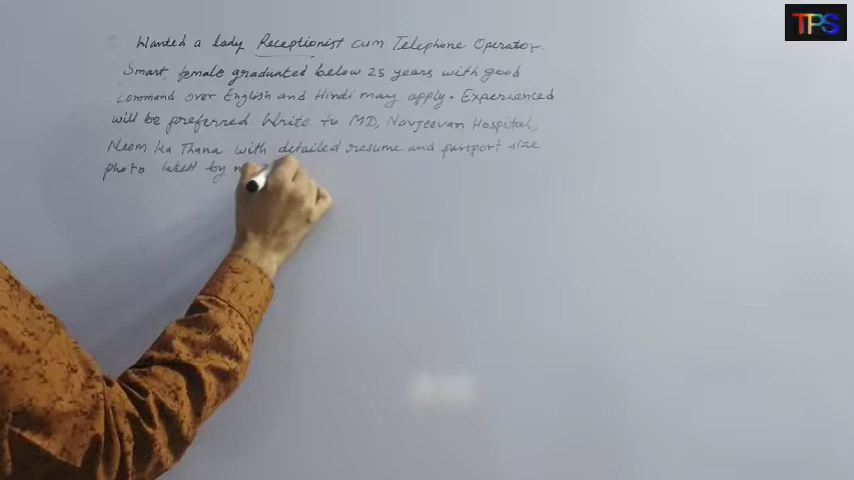 TPS
Wanted a lady Receptionist cum Telephone Operator.
Smart female graduated below 25 years with good
command over English and Hindi may apply. Experienced
will be preferred. Write to MD, Navjeevan Hospital,
Neem ka Thana with detailed resume and passport size
photo latest by